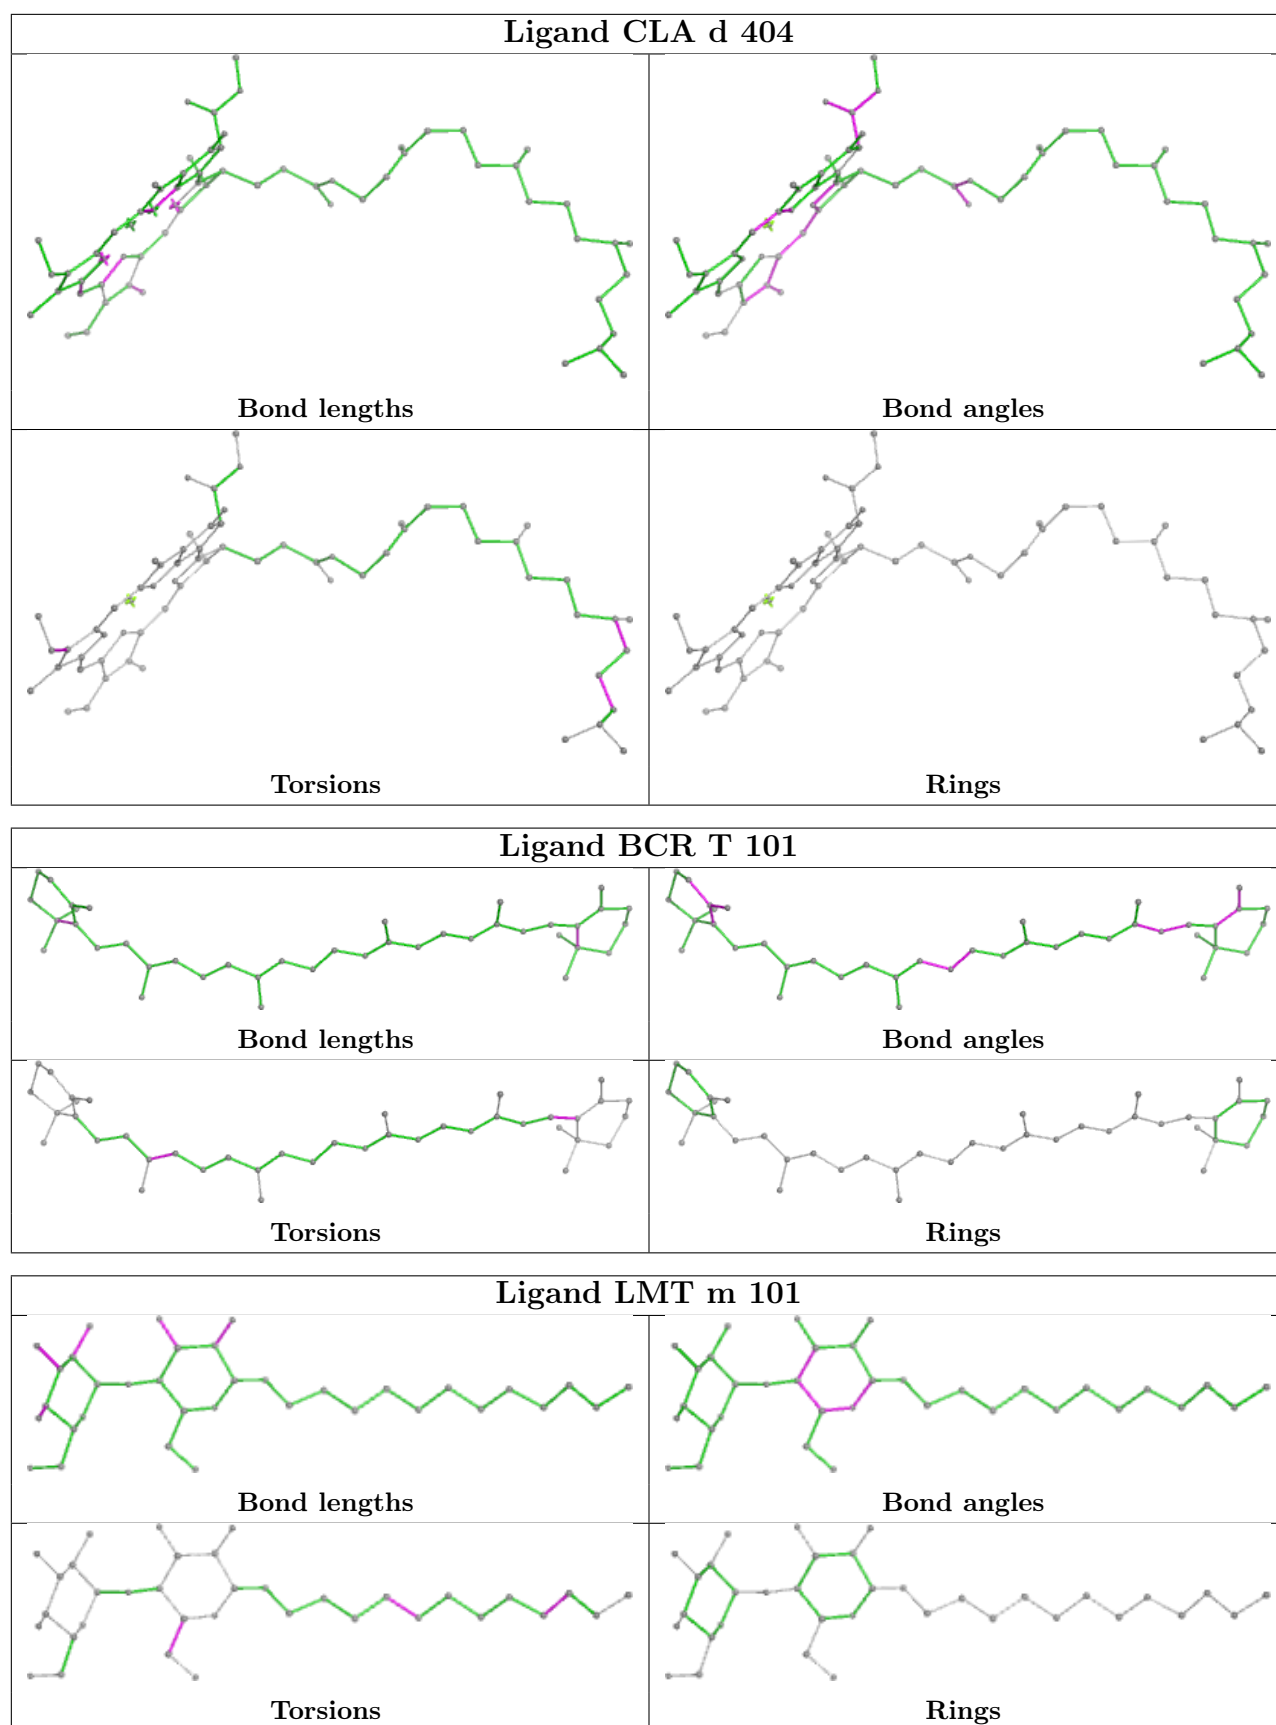 Ligand CLA d 404
Bond lengths
Bond angles
Torsions
Rings
Ligand BCR T 101
Bond lengths
Bond angles
Torsions
Rings
Ligand LMT m 101
Bond lengths
Bond angles
Torsions
Rings